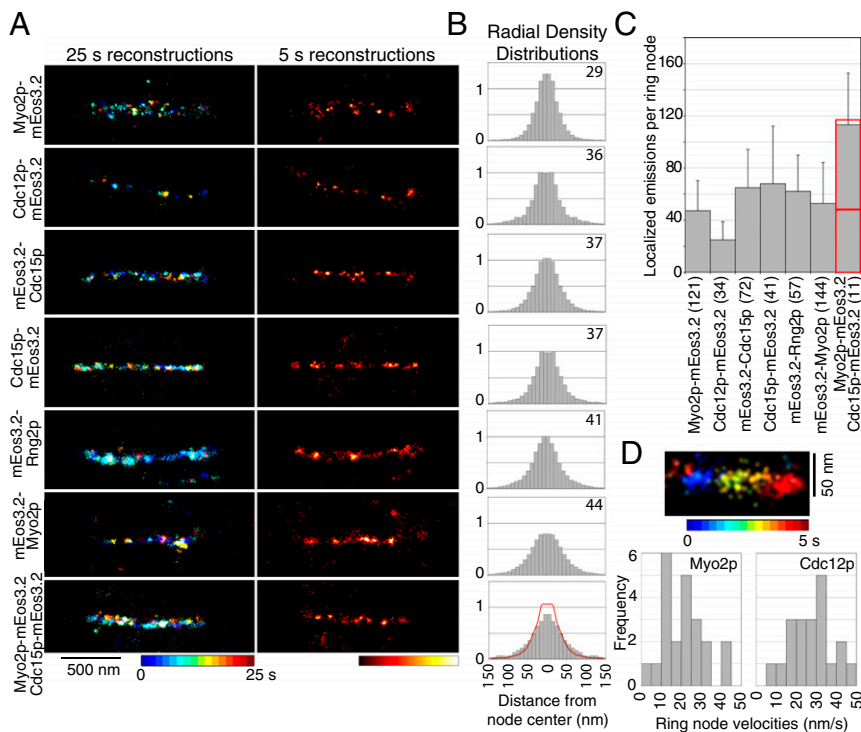 A
25 s reconstructions
5 s reconstructions
Myo2p-
mEos3.2
Cdc12p-
mEos3.2
mEos3.2-
Cdc15p
Cdc15p-
mEos3.2
mEos3.2-
Rng2p
mEos3.2-
Myo2p
Myo2p-mEos3.2
Cdc15p-mEos3.2
500 nm
0
25 s
B
Radial Density
Distributions
29
1
0
36
1
0
37
1
0
37
1
0
41
1
0
44
1
0
1
0
150
100
50
0
50
100
150
Distance from
node center (nm)
C
Localized emissions per ring node
160
120
80
40
0
Myo2p-mEos3.2 (121)
Cdc12p-mEos3.2 (34)
mEos3.2-Cdc15p (72)
Cdc15p-mEos3.2 (41)
mEos3.2-Rng2p (57)
mEos3.2-Myo2p (144)
Myo2p-mEos3.2
Cdc15p-mEos3.2 (11)
D
50 nm
0
5 s
Frequency
6
4
2
0
Myo2p
Cdc12p
0
10
20
30
40
50
0
10
20
30
40
50
Ring node velocities (nm/s)